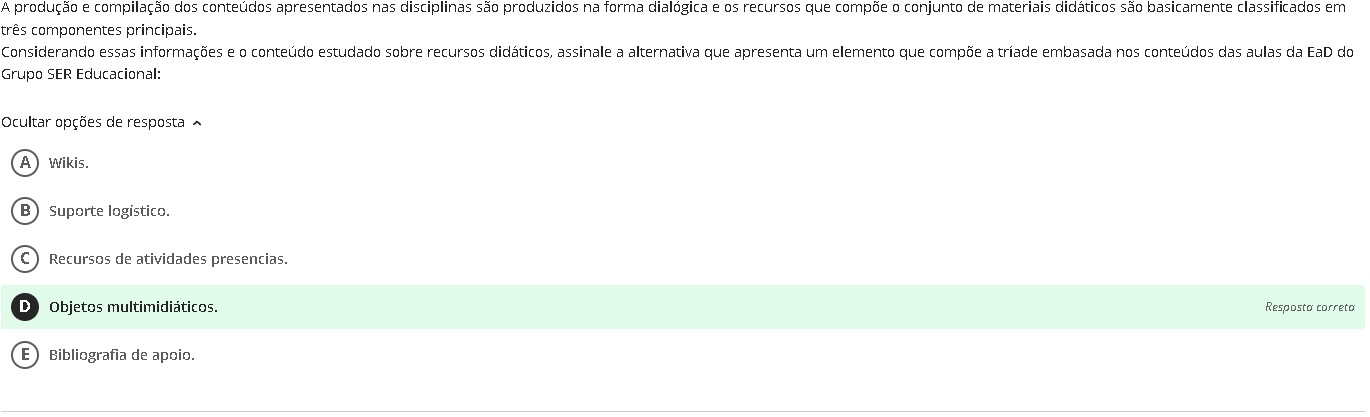 A produção e compilação dos conteúdos apresentados nas disciplinas são produzidos na forma dialógica e os recursos que compõe o conjunto de materiais didáticos são basicamente classificados em
três componentes principais.
Considerando essas informações e o conteúdo estudado sobre recursos didáticos, assinale a alternativa que apresenta um elemento que compõe a tríade embasada nos conteúdos das aulas da EaD do
Grupo SER Educacional:
Ocultar opções de resposta
A Wikis.
B Suporte logístico.
C Recursos de atividades presencias.
D Objetos multimidiáticos. Resposta correta
E Bibliografia de apoio.